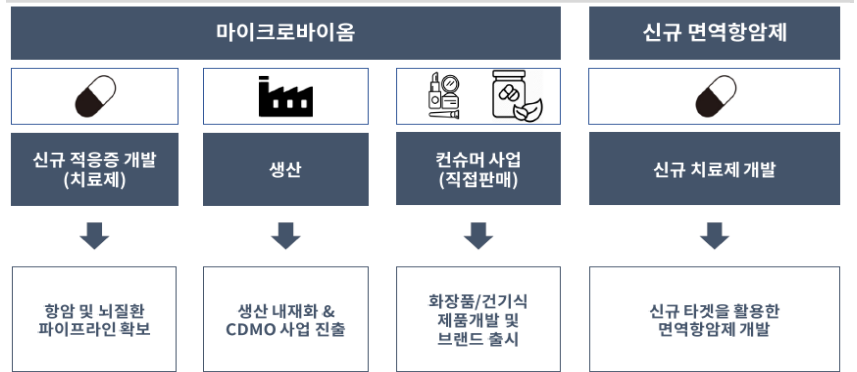 마이크로바이옴
신규 면역항암제
신규 적응증 개발
(치료제)
생산
컨슈머 사업
(직접판매)
신규 치료제 개발
항암 및 뇌질환
파이프라인 확보
생산 내재화 &
CDMO 사업 진출
화장품/건기식
제품개발 및
브랜드 출시
신규 타겟을 활용한
면역항암제 개발